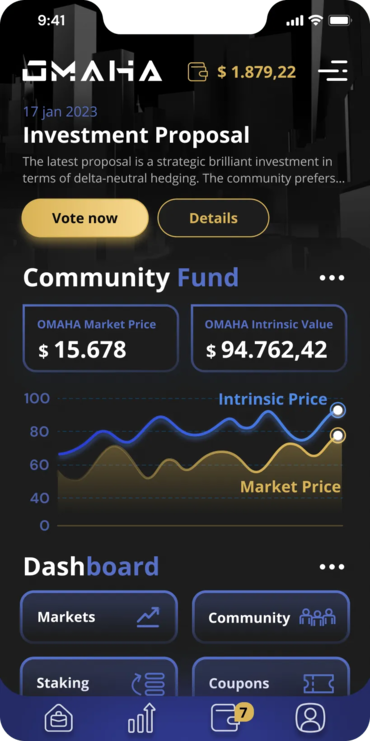 9:41
OMAHA
$ 1.879,22
17 jan 2023
Investment Proposal
The latest proposal is a strategic brilliant investment in
terms of delta-neutral hedging. The community prefers...
Vote now
Details
Community Fund
OMAHA Market Price
$ 15.678
OMAHA Intrinsic Value
$ 94.762,42
100
Intrinsic Price
80
60
Market Price
40
0
Dashboard
Markets
Community
Staking
Coupons
7